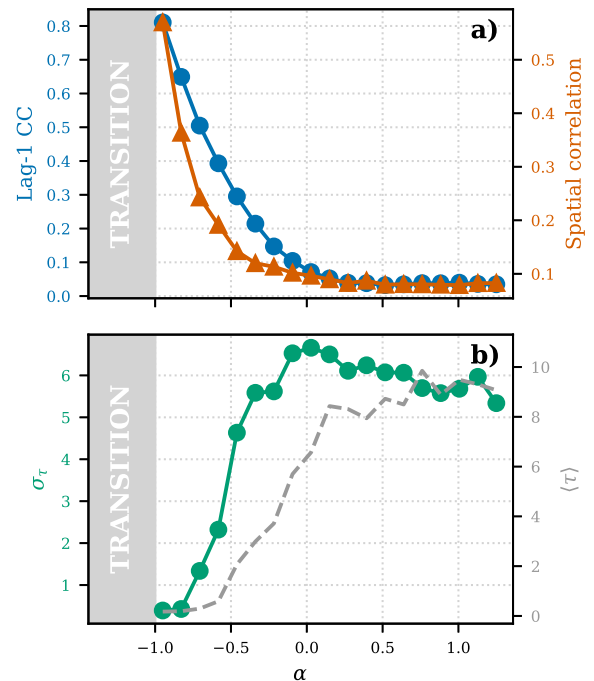 a)
TRANSITION
Lag-1 CC
0.8
0.7
0.6
0.5
0.4
0.3
0.2
0.1
0.0
Spatial correlation
0.5
0.4
0.3
0.2
0.1
b)
TRANSITION
στ
6
5
4
3
2
1
⟨τ⟩
10
8
6
4
2
0
−1.0 −0.5 0.0 0.5 1.0
α